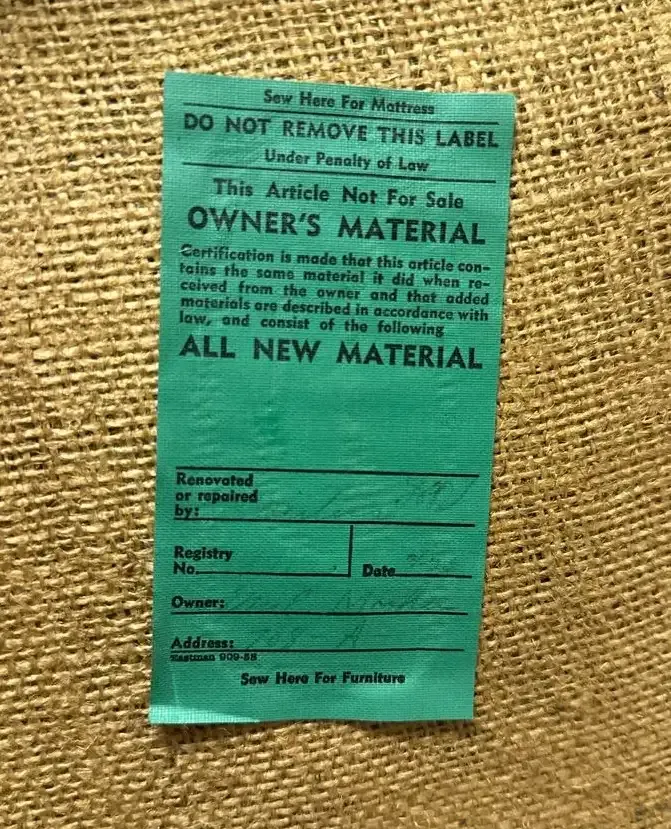 Sew Here For Mattress
DO NOT REMOVE THIS LABEL
Under Penalty of Law
This Article Not For Sale
OWNER'S MATERIAL
Certification is made that this article con-
tains the same material it did when re-
ceived from the owner and that added
materials are described in accordance with
law, and consist of the following
ALL NEW MATERIAL
Renovated
or repaired
by:
Registry
No.
Date
Owner:
Address:
Eastman 909-88
Sew Here For Furniture